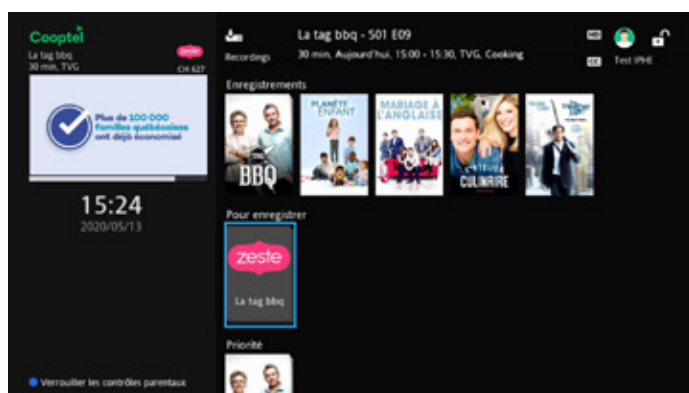 Cooptel
La tag bbq
30 min, TVG
zeste
CH 627
Plus de 100 000
familles québécoises
ont déjà économisé
15:24
2020/05/13
Verrouiller les contrôles parentaux
Recordings
La tag bbq - S01 E09
30 min, Aujourd'hui, 15:00 - 15:30, TVG, Cooking
HD
CC
Test IPHE
Enregistrements
BBQ
PLANÈTE
ENFANT
MARIAGE À
L'ANGLAISE
CULINAIRE
Pour enregistrer
zeste
La tag bbq
Priorité